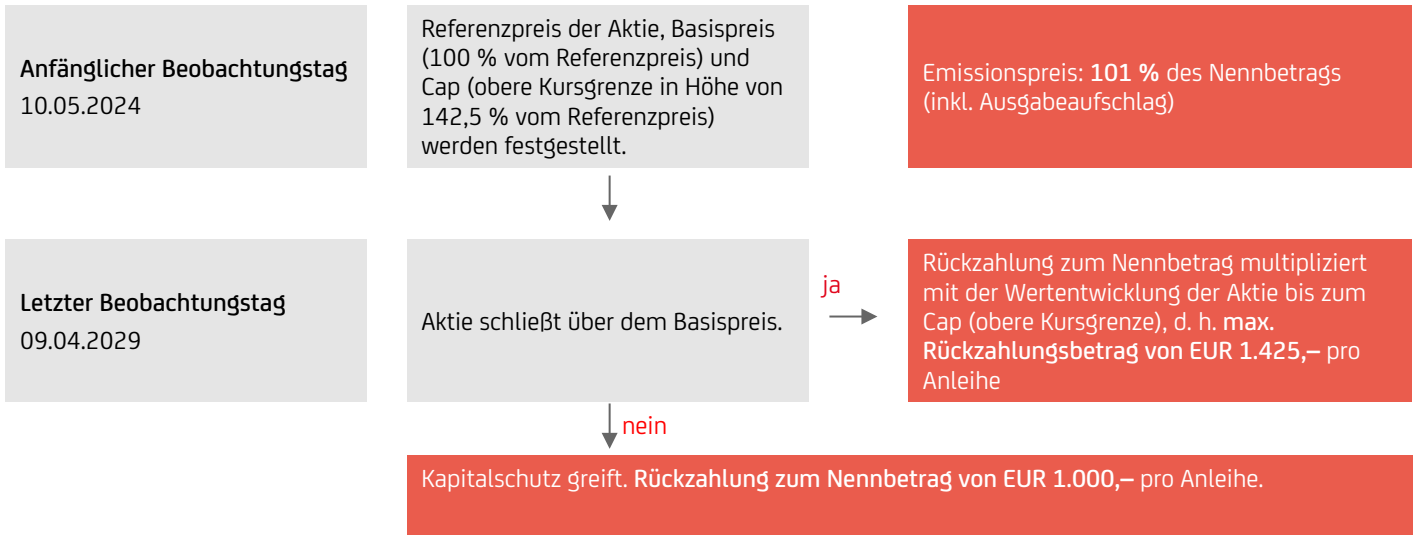 Anfänglicher Beobachtungstag
10.05.2024
Referenzpreis der Aktie, Basispreis
(100 % vom Referenzpreis) und
Cap (obere Kursgrenze in Höhe von
142,5 % vom Referenzpreis)
werden festgestellt.
Emissionspreis: 101 % des Nennbetrags
(inkl. Ausgabeaufschlag)
Letzter Beobachtungstag
09.04.2029
Aktie schließt über dem Basispreis.
ja
Rückzahlung zum Nennbetrag multipliziert
mit der Wertentwicklung der Aktie bis zum
Cap (obere Kursgrenze), d. h. max.
Rückzahlungsbetrag von EUR 1.425,– pro
Anleihe
nein
Kapitalschutz greift. Rückzahlung zum Nennbetrag von EUR 1.000,– pro Anleihe.